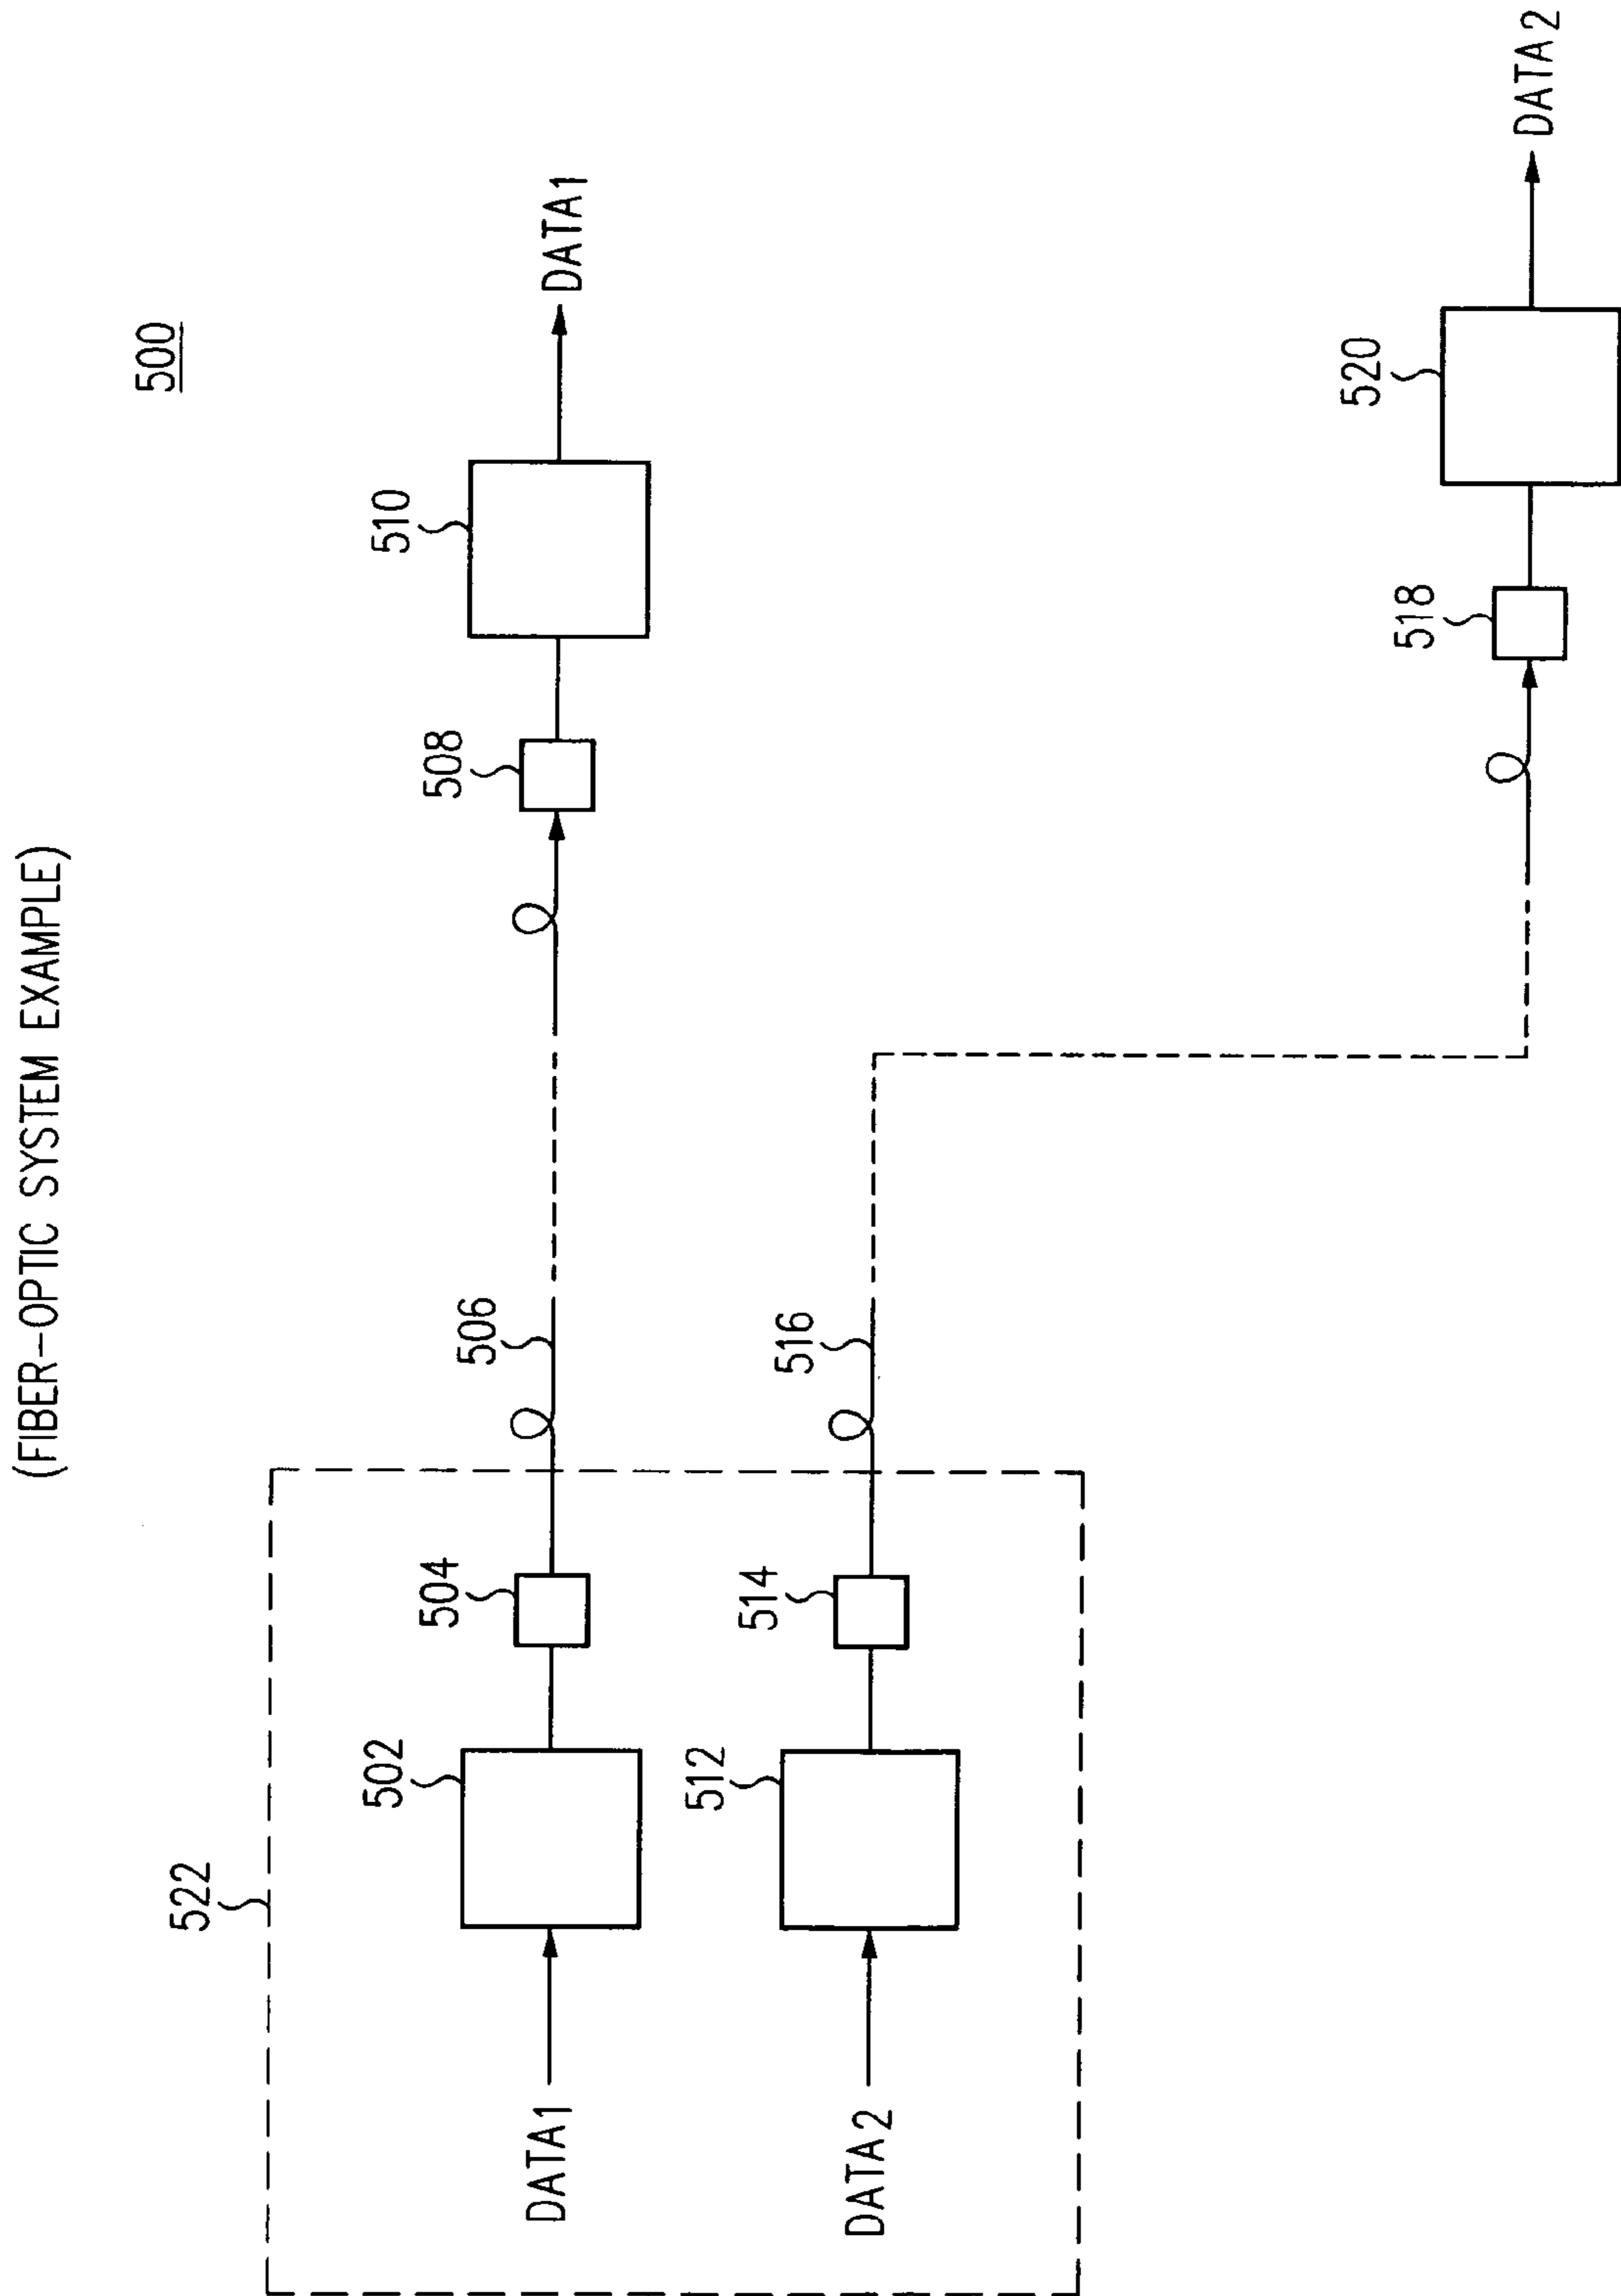 (FIBER-OPTIC SYSTEM EXAMPLE)
500
522
502
504
506
508
510
DATA1
DATA1
512
514
516
518
520
DATA2
DATA2